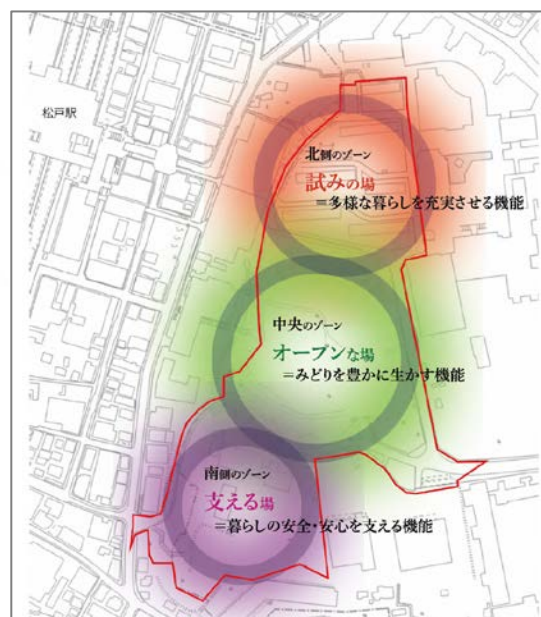 松戸駅
北側のゾーン
試みの場
＝多様な暮らしを充実させる機能
中央のゾーン
オープンな場
＝みどりを豊かに生かす機能
南側のゾーン
支える場
＝暮らしの安全・安心を支える機能